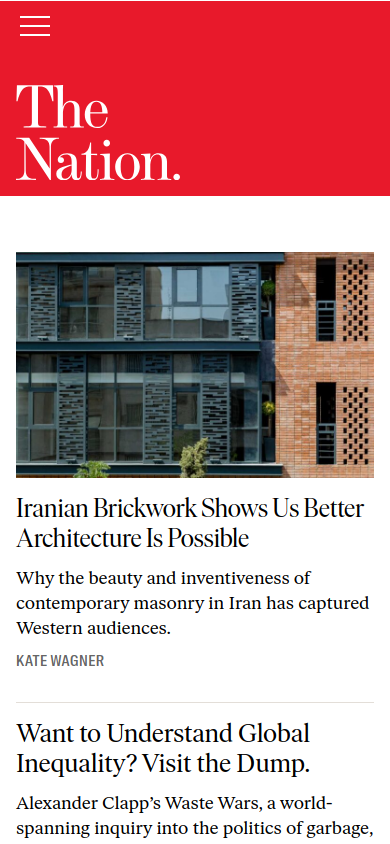 The
Nation.
Iranian Brickwork Shows Us Better
Architecture Is Possible
Why the beauty and inventiveness of
contemporary masonry in Iran has captured
Western audiences.
KATE WAGNER
Want to Understand Global
Inequality? Visit the Dump.
Alexander Clapp’s Waste Wars, a world-
spanning inquiry into the politics of garbage,